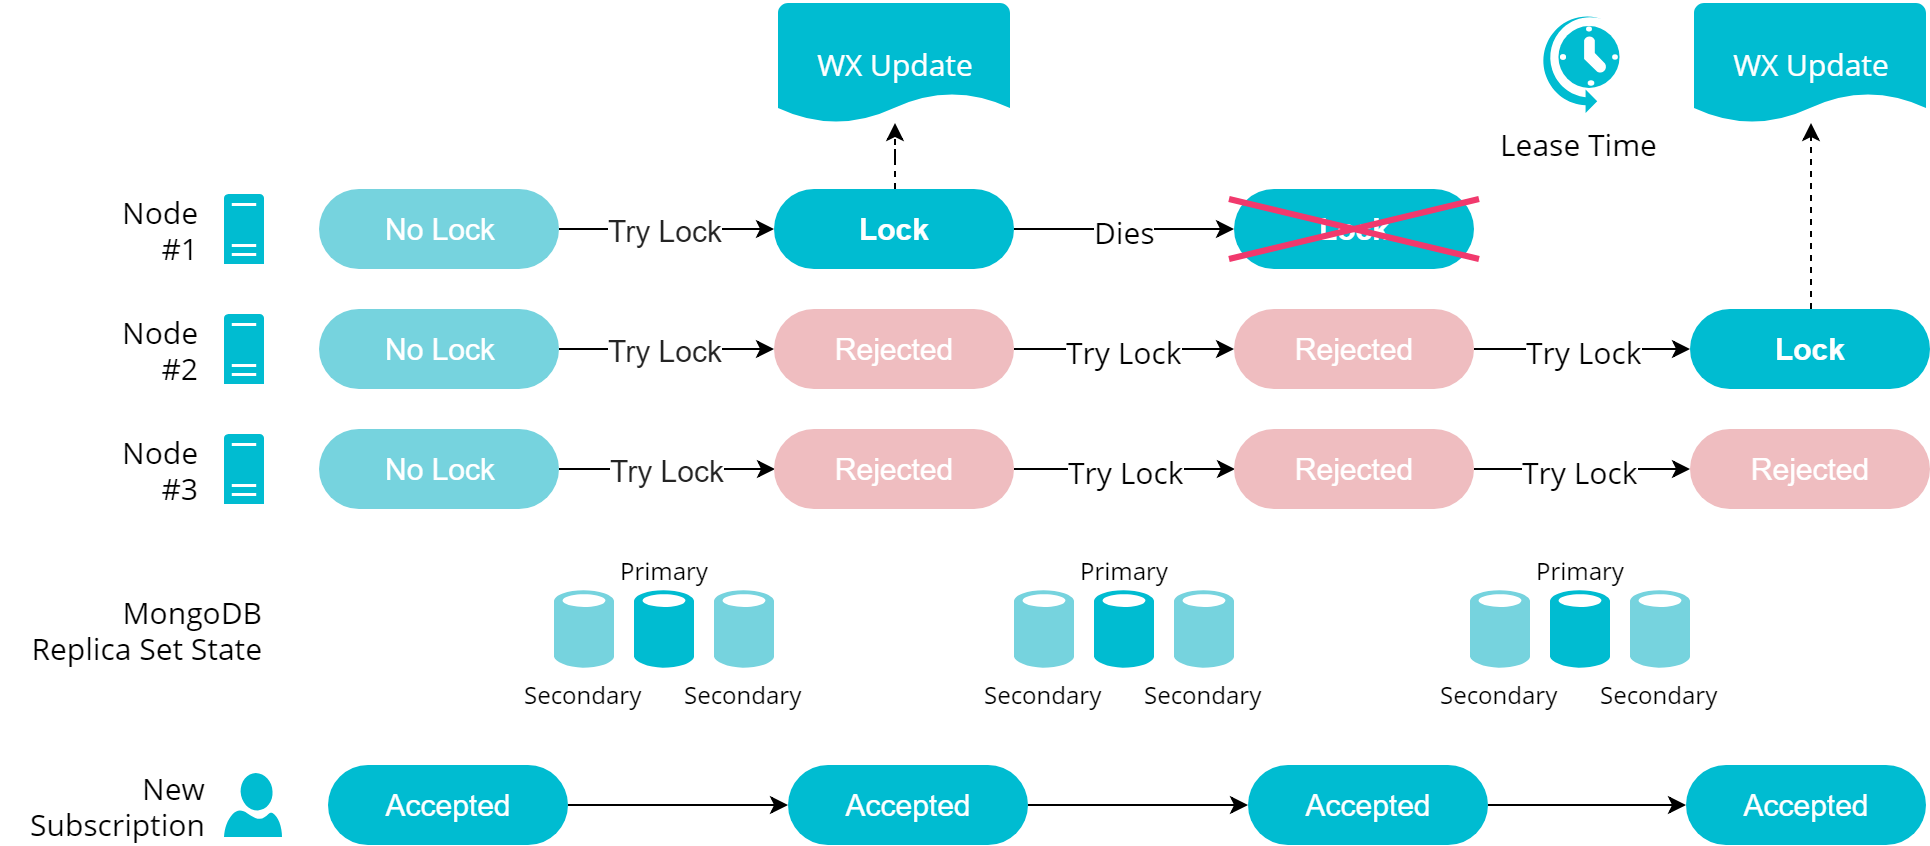 WX Update
WX Update
Lease Time
Node
#1
No Lock
Try Lock
Lock
Dies
Lock
Node
#2
No Lock
Try Lock
Rejected
Try Lock
Rejected
Try Lock
Lock
Node
#3
No Lock
Try Lock
Rejected
Try Lock
Rejected
Try Lock
Rejected
MongoDB
Replica Set State
Primary
Secondary
Secondary
Primary
Secondary
Secondary
Primary
Secondary
Secondary
New
Subscription
Accepted
Accepted
Accepted
Accepted